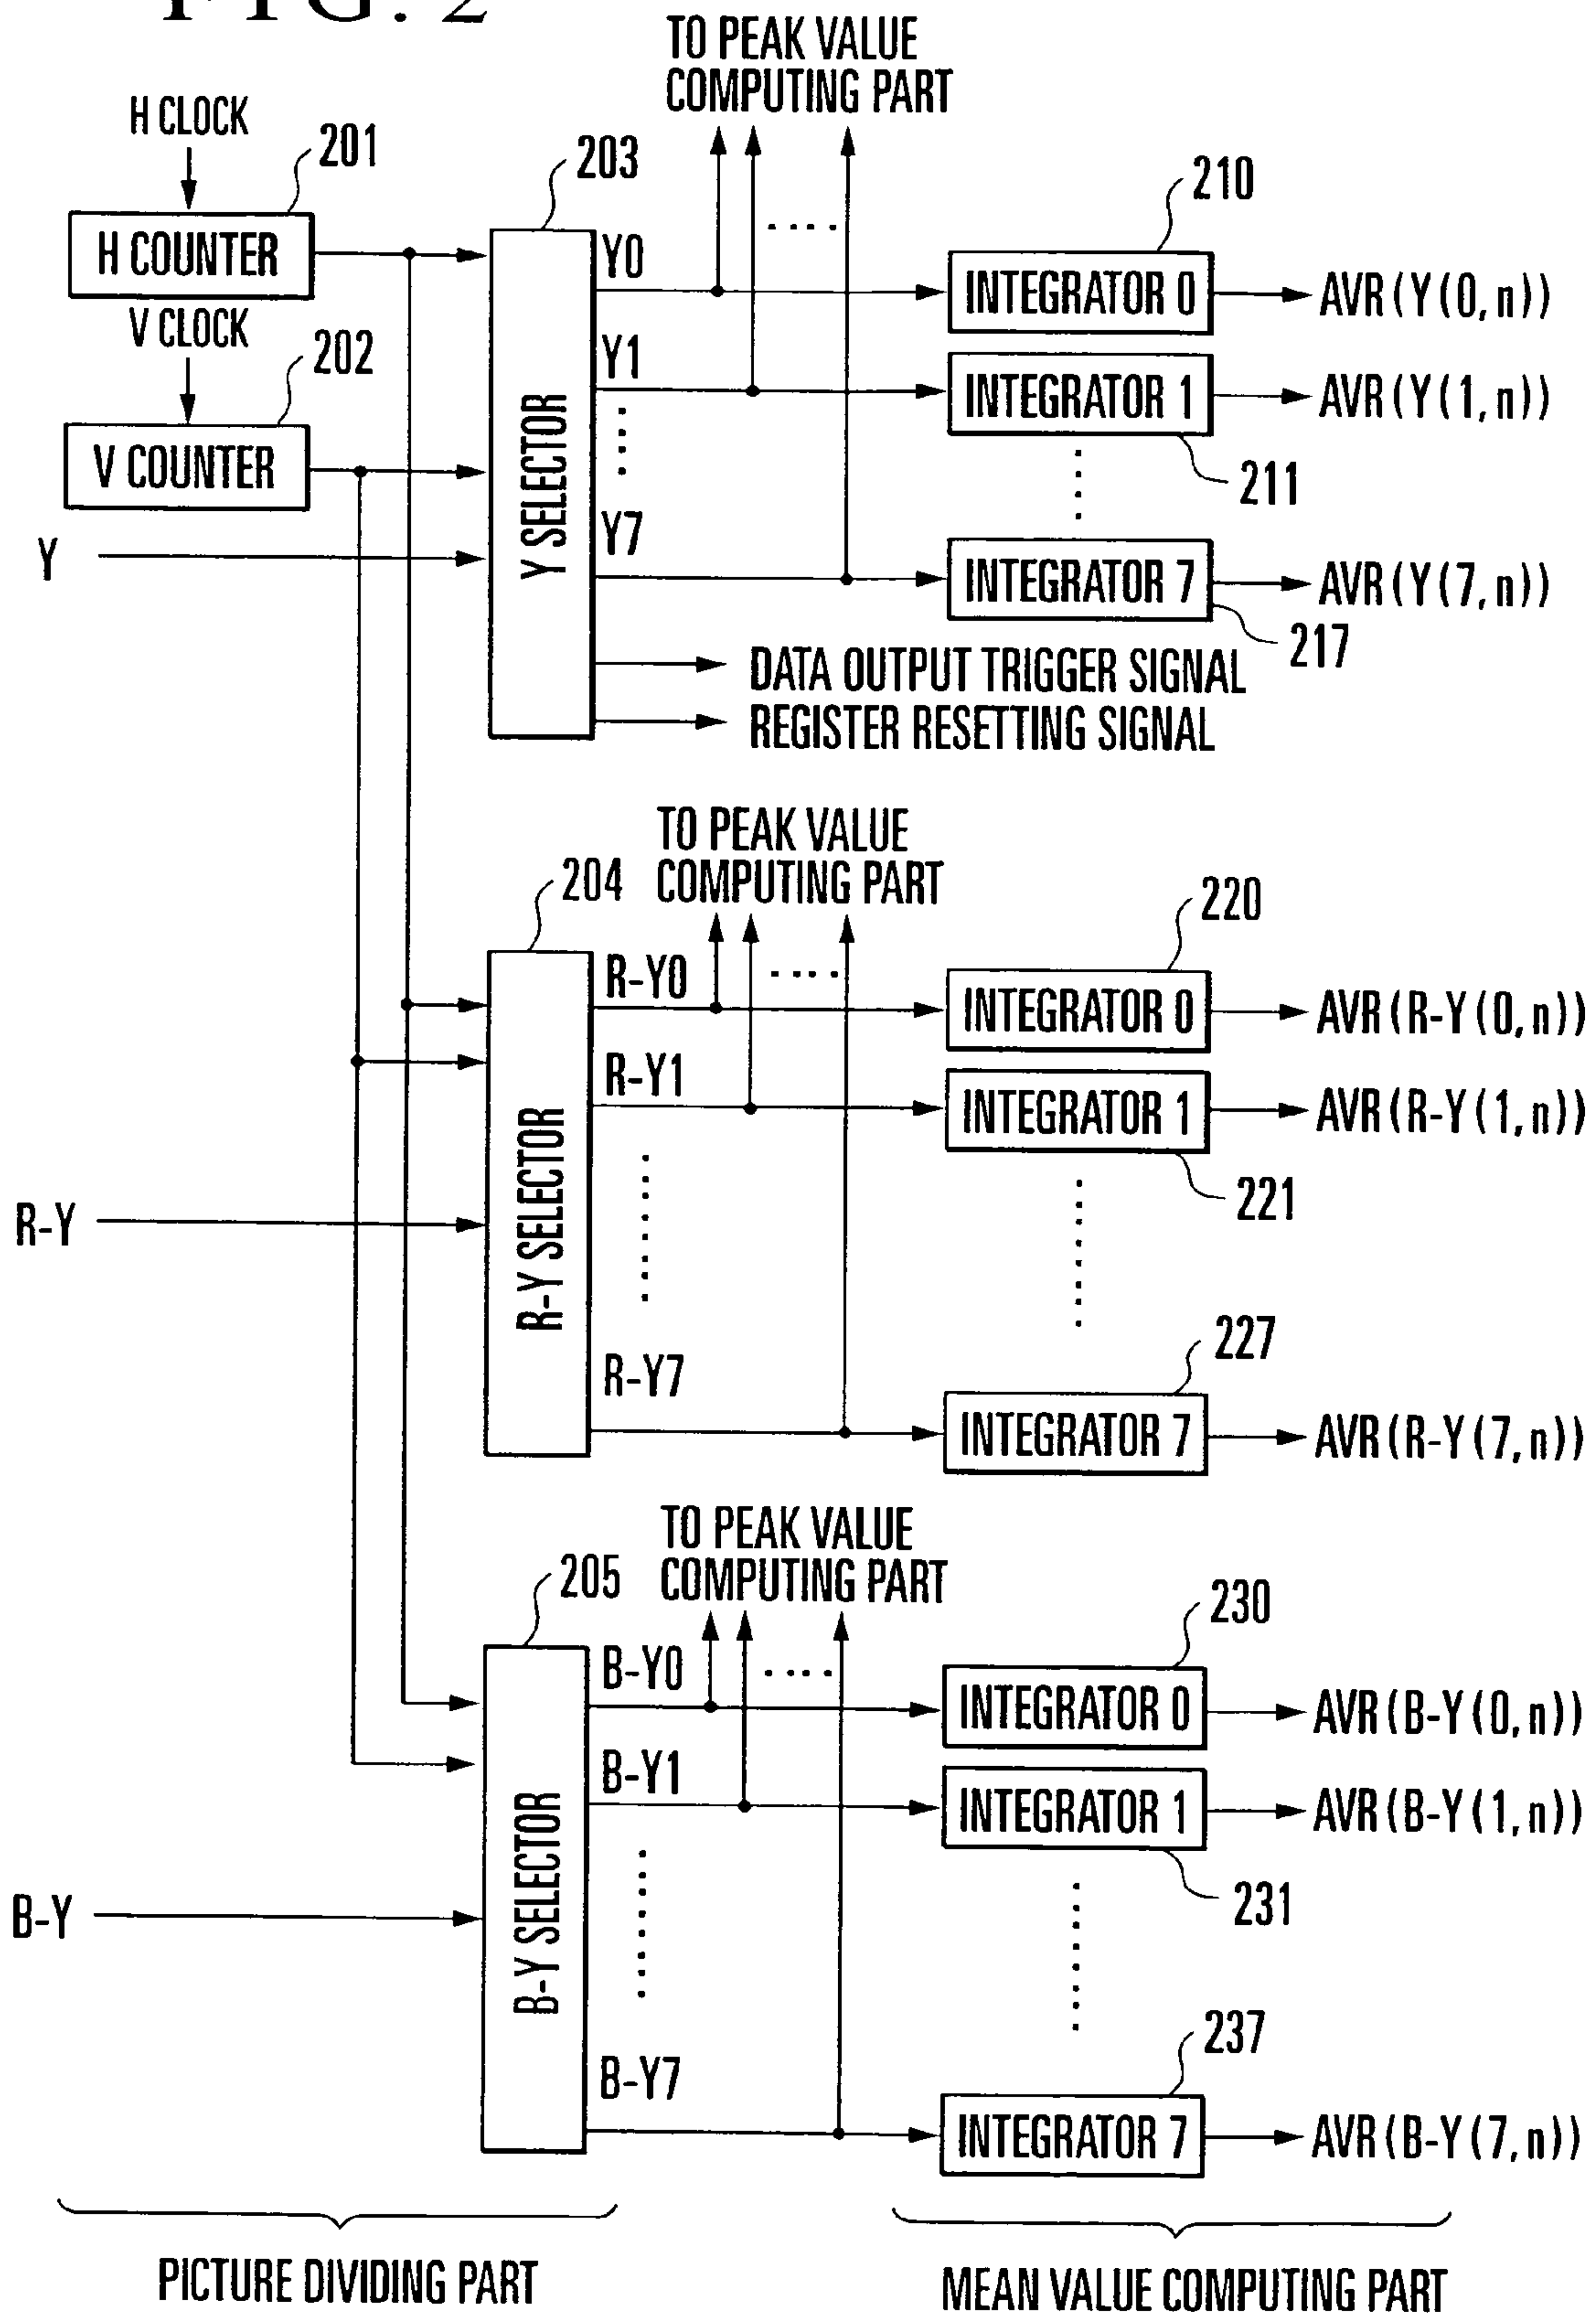 FIG. 2
TO PEAK VALUE
COMPUTING PART
H CLOCK
201
203
210
H COUNTER
Y0
INTEGRATOR 0
AVR(Y(0,n))
V CLOCK
202
Y1
INTEGRATOR 1
AVR(Y(1,n))
V COUNTER
211
Y SELECTOR
Y
Y7
INTEGRATOR 7
AVR(Y(7,n))
217
DATA OUTPUT TRIGGER SIGNAL
REGISTER RESETTING SIGNAL
TO PEAK VALUE
COMPUTING PART
204
220
R-Y0
INTEGRATOR 0
AVR(R-Y(0,n))
R-Y1
INTEGRATOR 1
AVR(R-Y(1,n))
221
R-Y
R-Y SELECTOR
227
R-Y7
INTEGRATOR 7
AVR(R-Y(7,n))
TO PEAK VALUE
COMPUTING PART
205
230
B-Y0
INTEGRATOR 0
AVR(B-Y(0,n))
B-Y1
INTEGRATOR 1
AVR(B-Y(1,n))
231
B-Y
B-Y SELECTOR
237
B-Y7
INTEGRATOR 7
AVR(B-Y(7,n))
PICTURE DIVIDING PART
MEAN VALUE COMPUTING PART